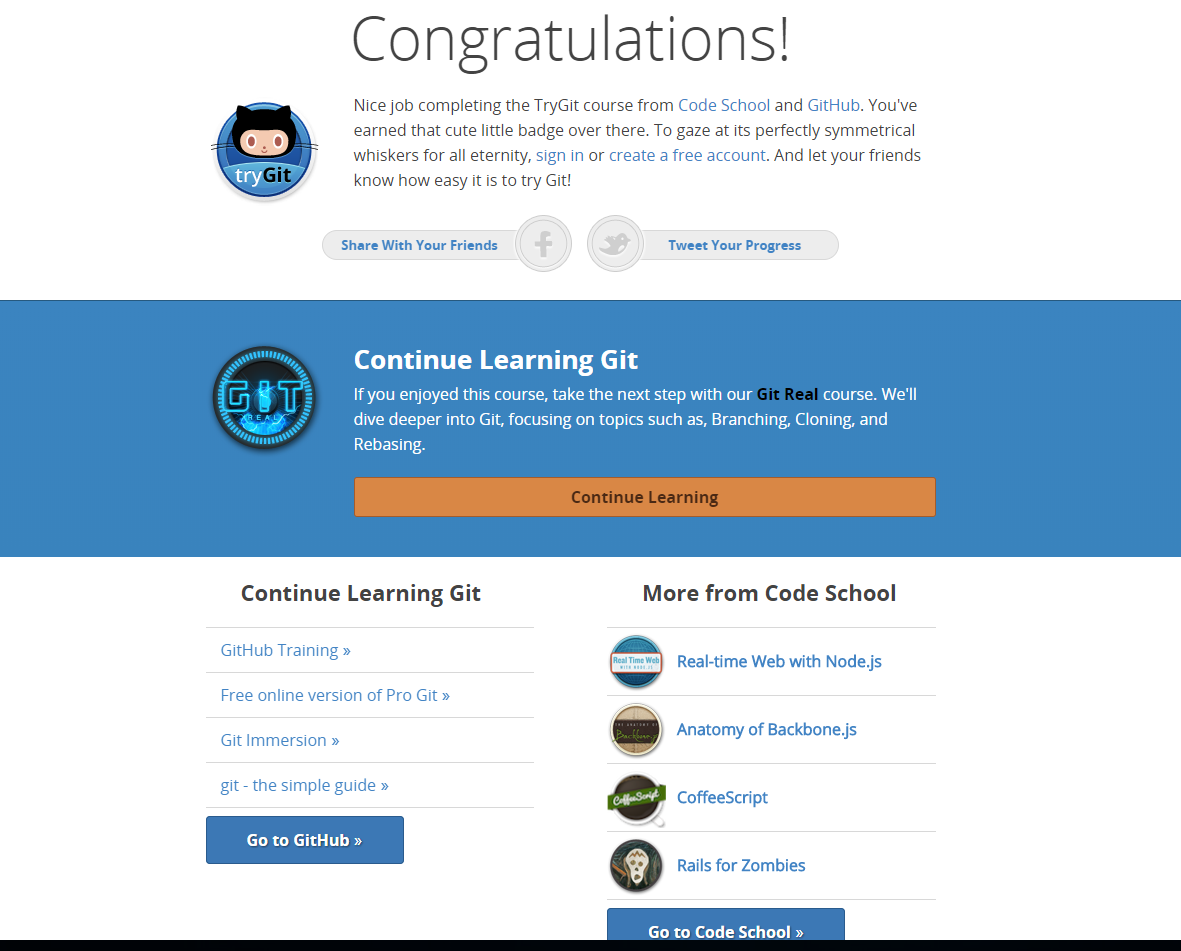 Congratulations!
Nice job completing the TryGit course from Code School and GitHub. You've
earned that cute little badge over there. To gaze at its perfectly symmetrical
whiskers for all eternity, sign in or create a free account. And let your friends
know how easy it is to try Git!
tryGit
Share With Your Friends
Tweet Your Progress
GIT
REAL
Continue Learning Git
If you enjoyed this course, take the next step with our Git Real course. We'll
dive deeper into Git, focusing on topics such as, Branching, Cloning, and
Rebasing.
Continue Learning
Continue Learning Git
GitHub Training »
Free online version of Pro Git »
Git Immersion »
git - the simple guide »
Go to GitHub »
More from Code School
Real Time Web
WITH NODE.JS
Real-time Web with Node.js
THE ANATOMY OF
Backbone.js
Anatomy of Backbone.js
CoffeeScript
CoffeeScript
Rails for Zombies
Go to Code School »